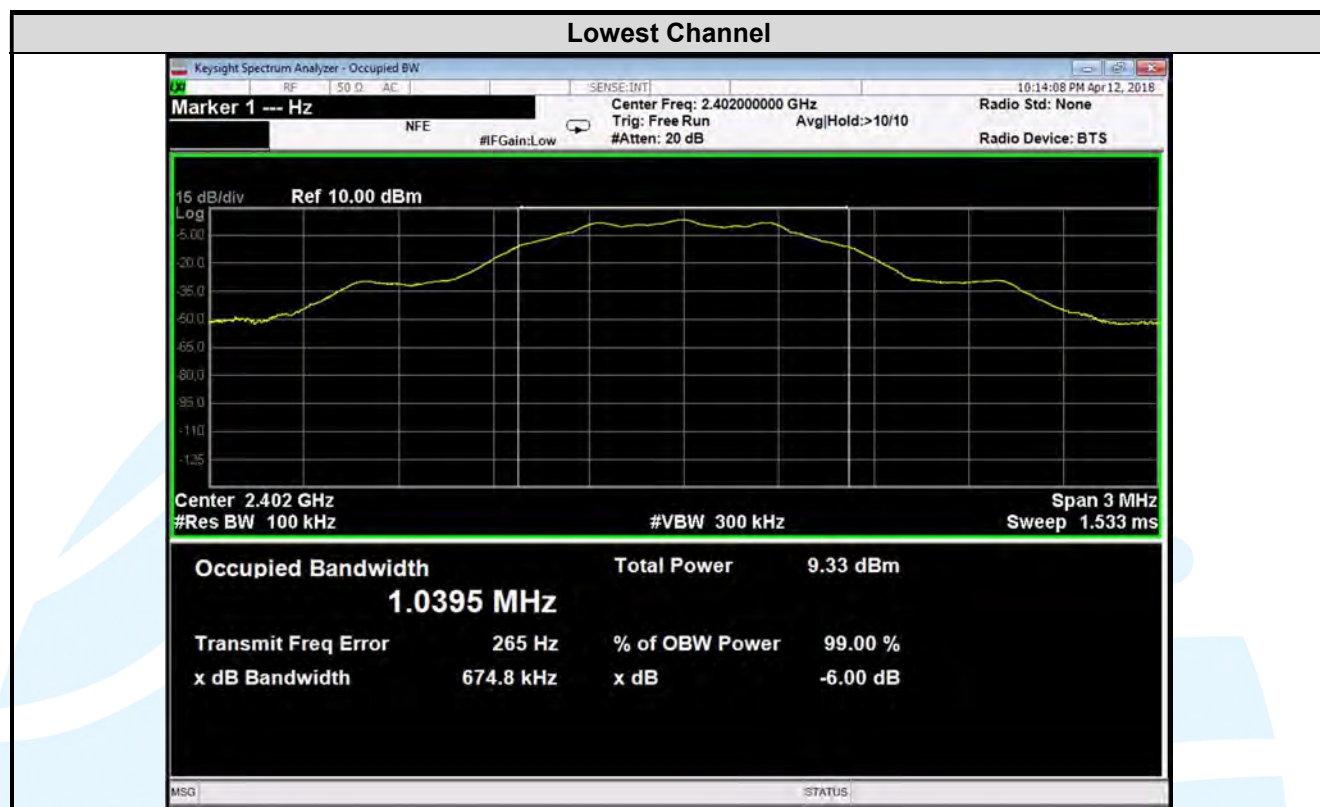 Lowest Channel
Keysight Spectrum Analyzer - Occupied BW
LXI RF 50 Ω AC SENSE:INT 10:14:08 PM Apr 12, 2018
Marker 1 --- Hz Center Freq: 2.402000000 GHz Radio Std: None
NFE Trig: Free Run Avg|Hold:>10/10
#IFGain:Low #Atten: 20 dB Radio Device: BTS
15 dB/div Ref 10.00 dBm
Log
-5.00
-20.0
-35.0
-50.0
-65.0
-80.0
-95.0
-110
-125
Center 2.402 GHz Span 3 MHz
#Res BW 100 kHz #VBW 300 kHz Sweep 1.533 ms
Occupied Bandwidth Total Power 9.33 dBm
1.0395 MHz
Transmit Freq Error 265 Hz % of OBW Power 99.00 %
x dB Bandwidth 674.8 kHz x dB -6.00 dB
MSG STATUS